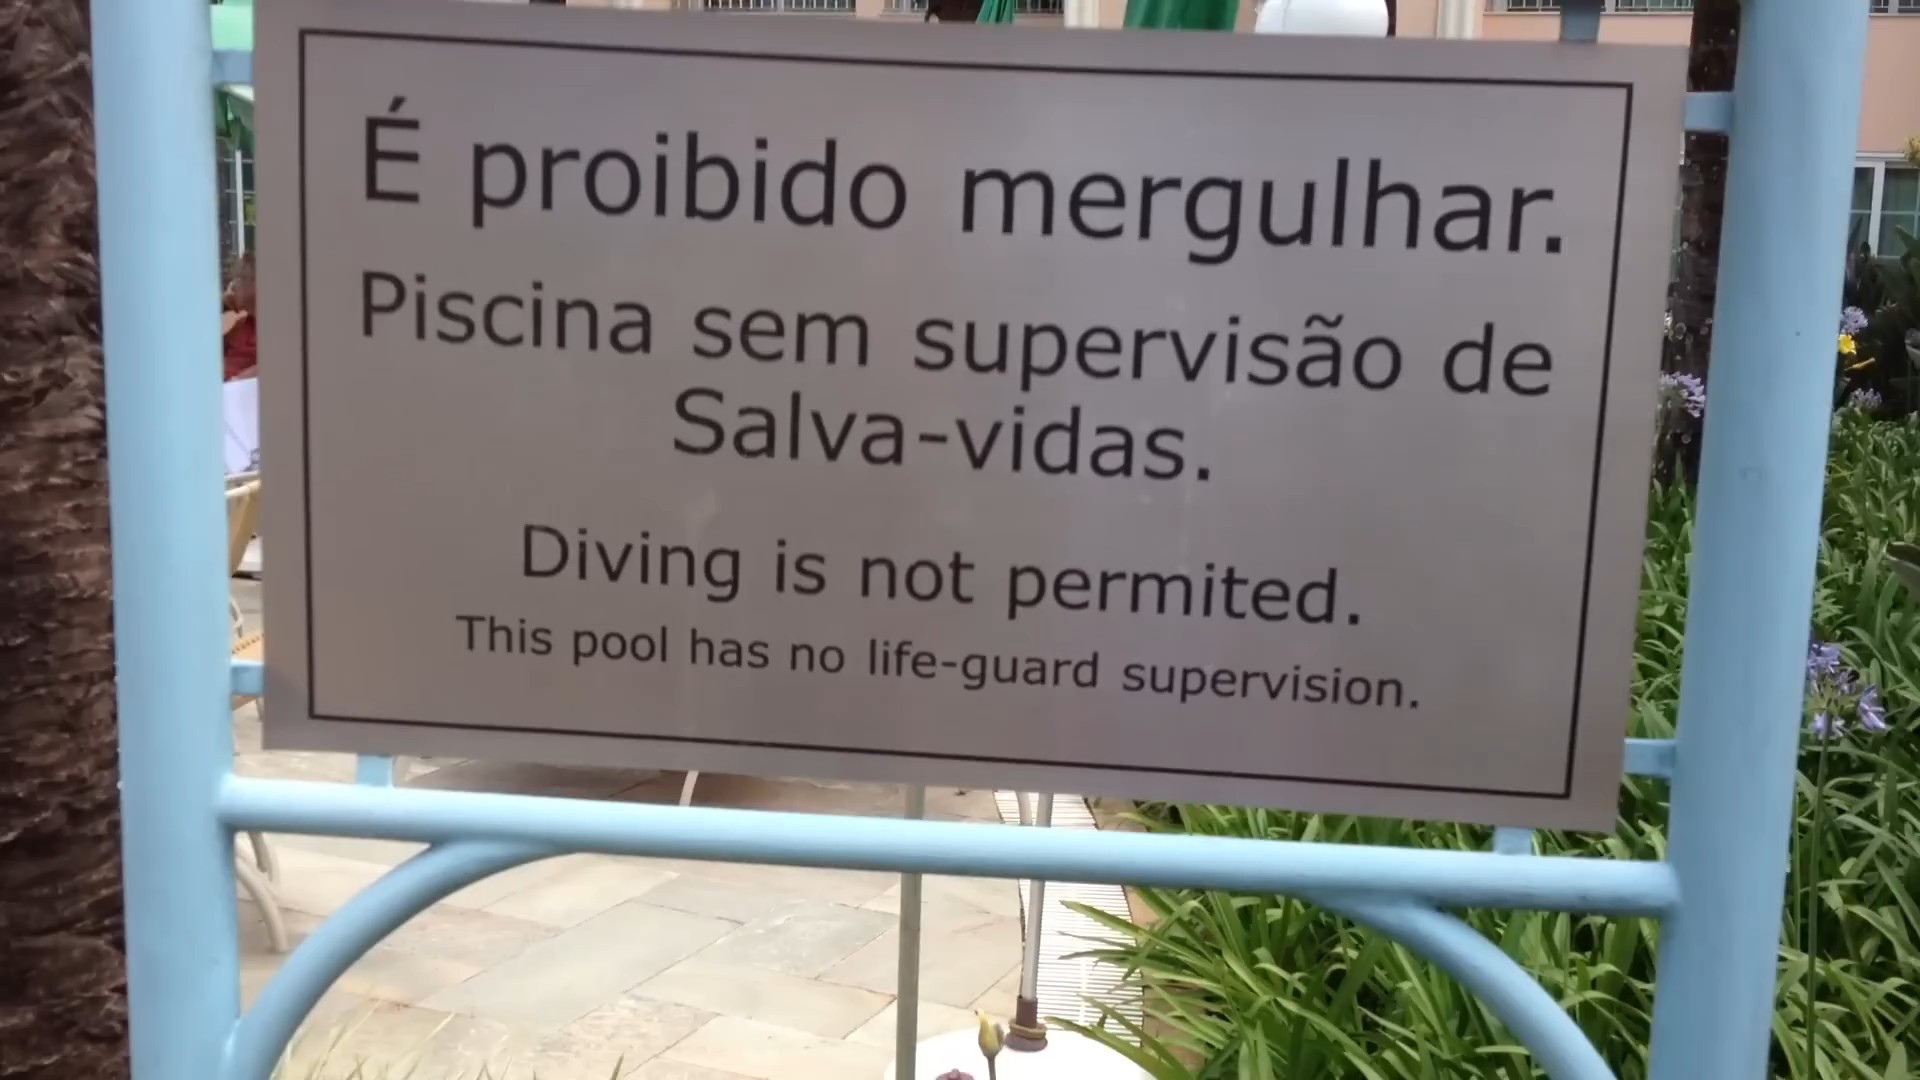 É proibido mergulhar.
Piscina sem supervisão de
Salva-vidas.
Diving is not permited.
This pool has no life-guard supervision.